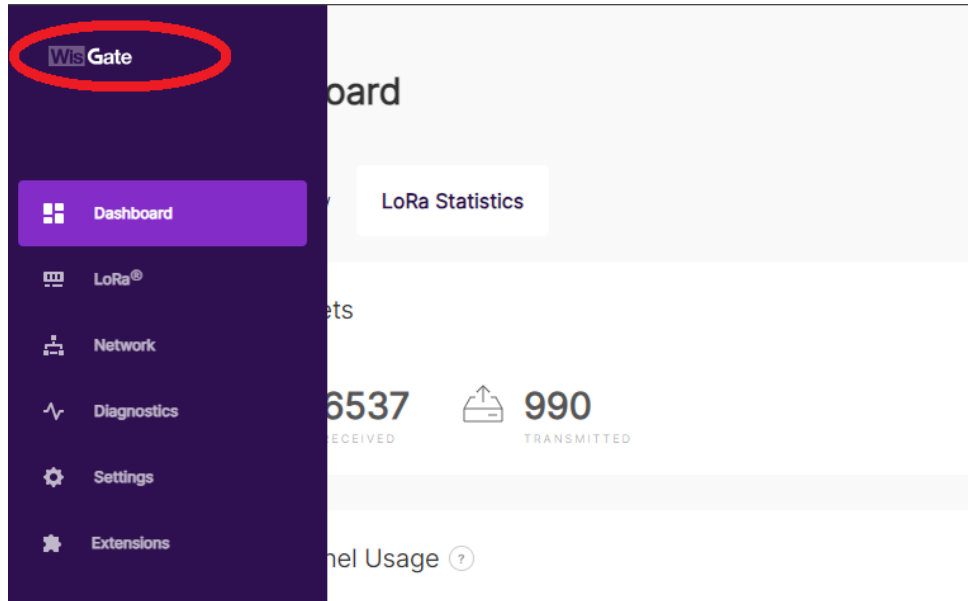 WisGate
oard
Dashboard
LoRa Statistics
LoRa®
ets
Network
Diagnostics
6537
990
ECEIVED
TRANSMITTED
Settings
Extensions
nel Usage ?